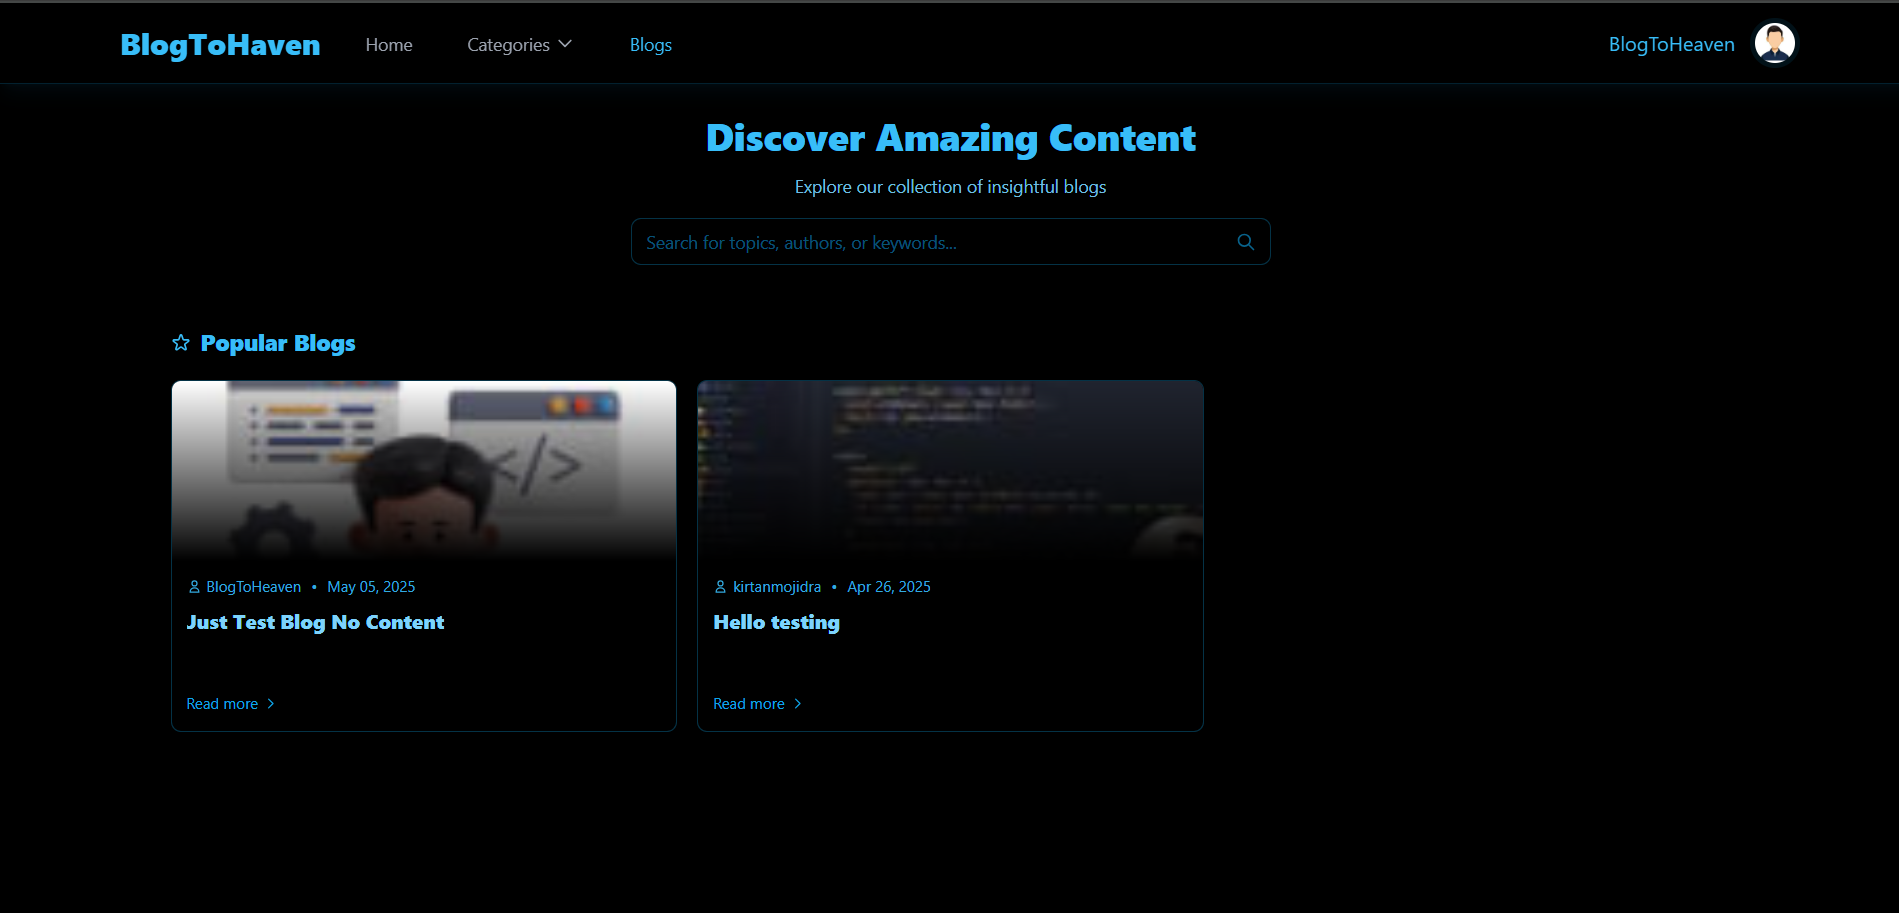 BlogToHaven Home Categories Blogs BlogToHeaven
Discover Amazing Content
Explore our collection of insightful blogs
Search for topics, authors, or keywords...
Popular Blogs
</>
BlogToHeaven • May 05, 2025
Just Test Blog No Content
Read more
kirtanmojidra • Apr 26, 2025
Hello testing
Read more